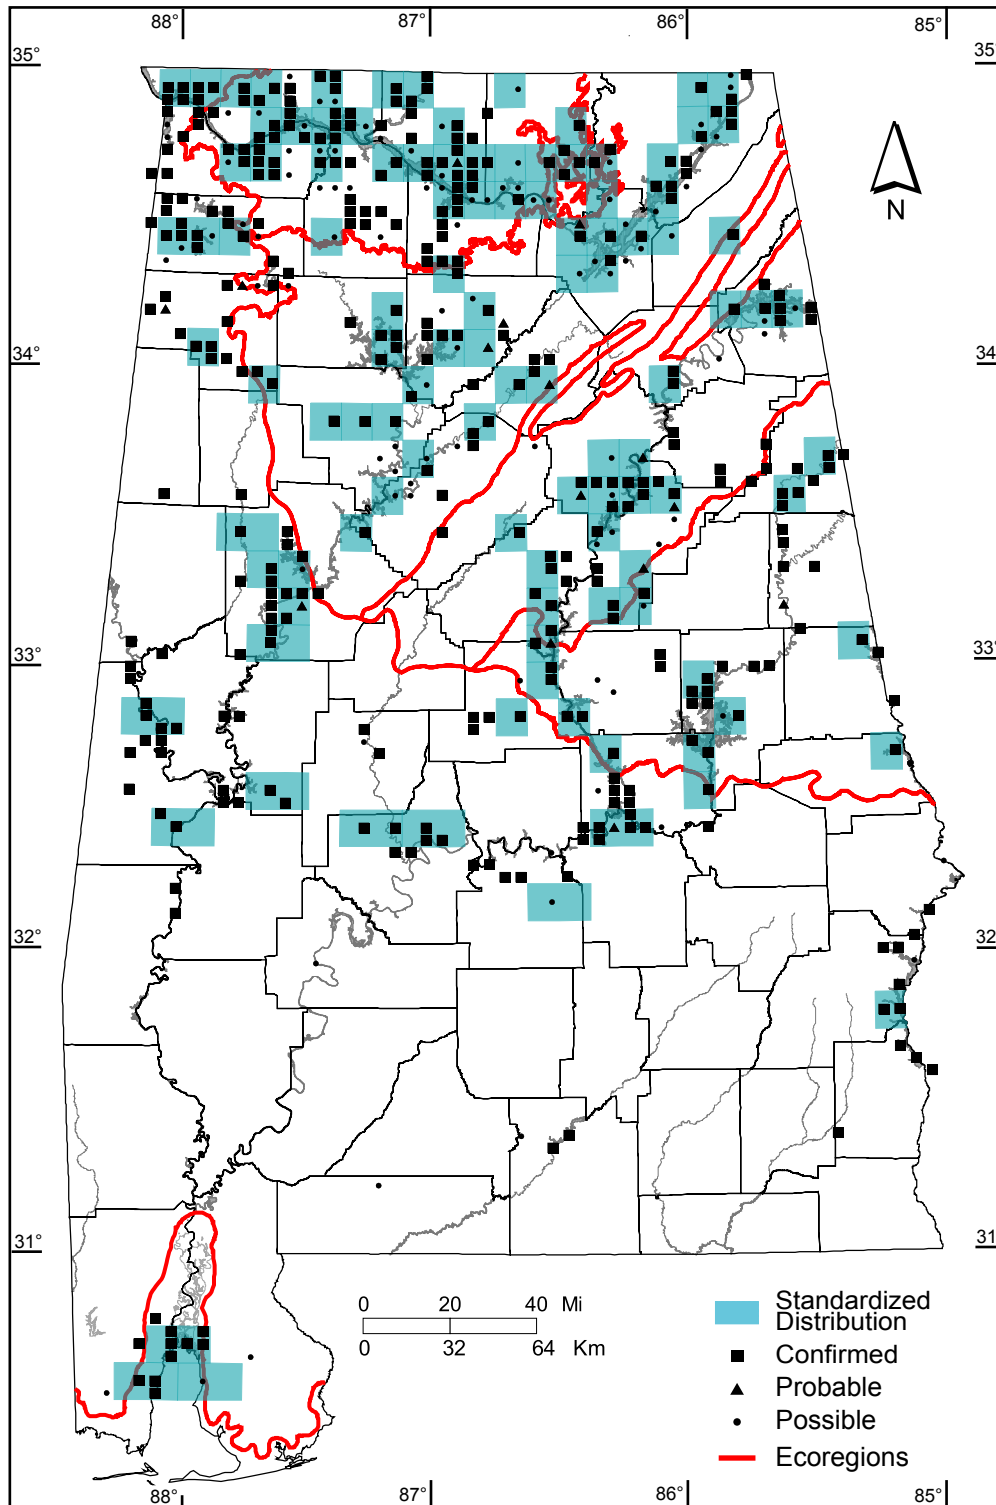 88° 87° 86° 85°
35° 35°
N
34° 34
33° 33
32° 32
31° 31
0 20 40 Mi
0 32 64 Km
Standardized
Distribution
Confirmed
Probable
Possible
Ecoregions
88° 87° 86° 85°